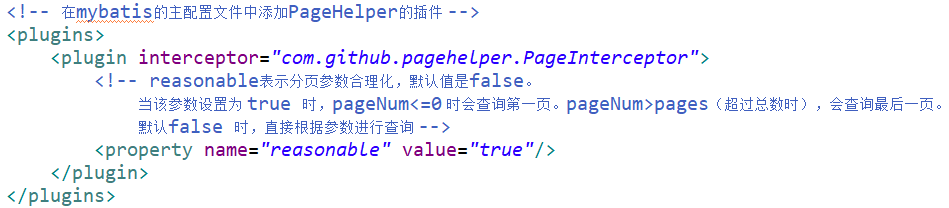 <!-- 在mybatis的主配置文件中添加PageHelper的插件 -->
<plugins>
    <plugin interceptor="com.github.pagehelper.PageInterceptor">
        <!-- reasonable表示分页参数合理化，默认值是false。
            当该参数设置为 true 时，pageNum<=0 时会查询第一页。pageNum>pages（超过总数时），会查询最后一页。
            默认false 时，直接根据参数进行查询 -->
        <property name="reasonable" value="true"/>
    </plugin>
</plugins>